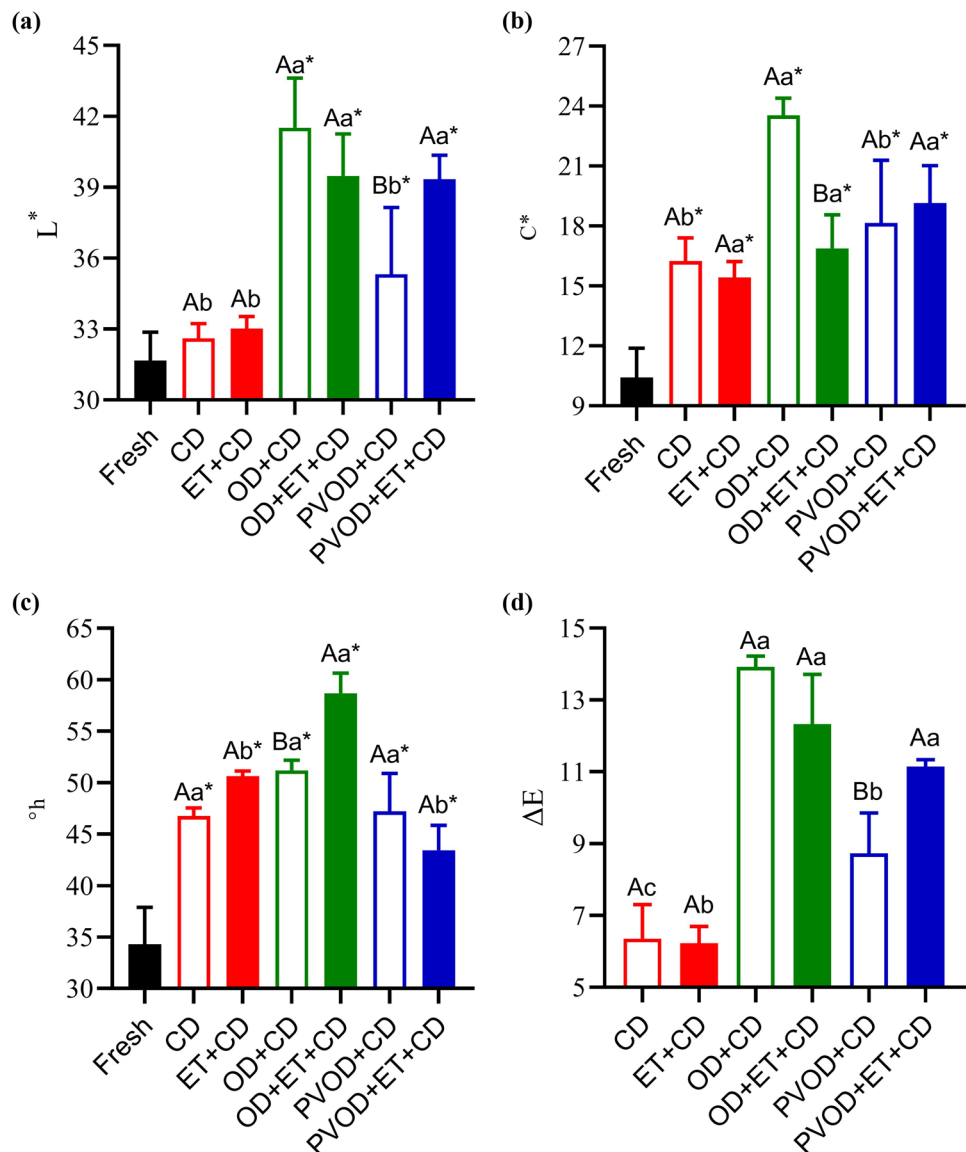 (a)
L*
45
42
39
36
33
30
Ab
Ab
Aa*
Aa*
Bb*
Aa*
Fresh
CD
ET+CD
OD+CD
OD+ET+CD
PVOD+CD
PVOD+ET+CD
(b)
C*
27
24
21
18
15
12
9
Ab*
Aa*
Aa*
Ba*
Ab*
Aa*
Fresh
CD
ET+CD
OD+CD
OD+ET+CD
PVOD+CD
PVOD+ET+CD
(c)
°h
65
60
55
50
45
40
35
30
Aa*
Ab*
Ba*
Aa*
Aa*
Ab*
Fresh
CD
ET+CD
OD+CD
OD+ET+CD
PVOD+CD
PVOD+ET+CD
(d)
ΔE
15
13
11
9
7
5
Ac
Ab
Aa
Aa
Bb
Aa
CD
ET+CD
OD+CD
OD+ET+CD
PVOD+CD
PVOD+ET+CD